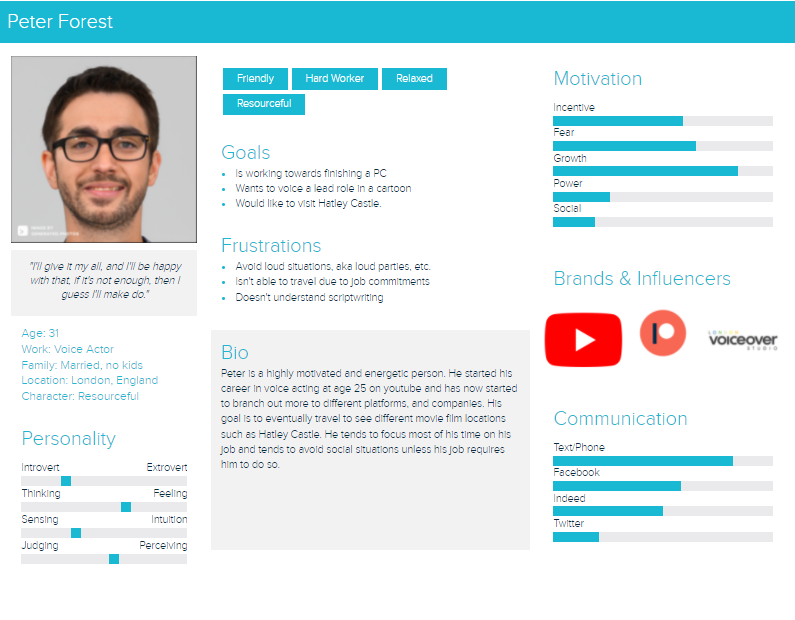 Peter Forest
"I'll give it my all, and I'll be happy
with that, if it's not enough, then I
guess I'll make do."
Age: 31
Work: Voice Actor
Family: Married, no kids
Location: London, England
Character: Resourceful
Personality
Introvert Extrovert
Thinking Feeling
Sensing Intuition
Judging Perceiving
Friendly Hard Worker Relaxed
Resourceful
Goals
Is working towards finishing a PC
Wants to voice a lead role in a cartoon
Would like to visit Hatley Castle.
Frustrations
Avoid loud situations, aka loud parties, etc.
Isn't able to travel due to job commitments
Doesn't understand scriptwriting
Bio
Peter is a highly motivated and energetic person. He started his
career in voice acting at age 25 on youtube and has now started
to branch out more to different platforms, and companies. His
goal is to eventually travel to see different movie film locations
such as Hatley Castle. He tends to focus most of his time on his
job and tends to avoid social situations unless his job requires
him to do so.
Motivation
Incentive
Fear
Growth
Power
Social
Brands & Influencers
voiceover
STUDIO
Communication
Text/Phone
Facebook
Indeed
Twitter